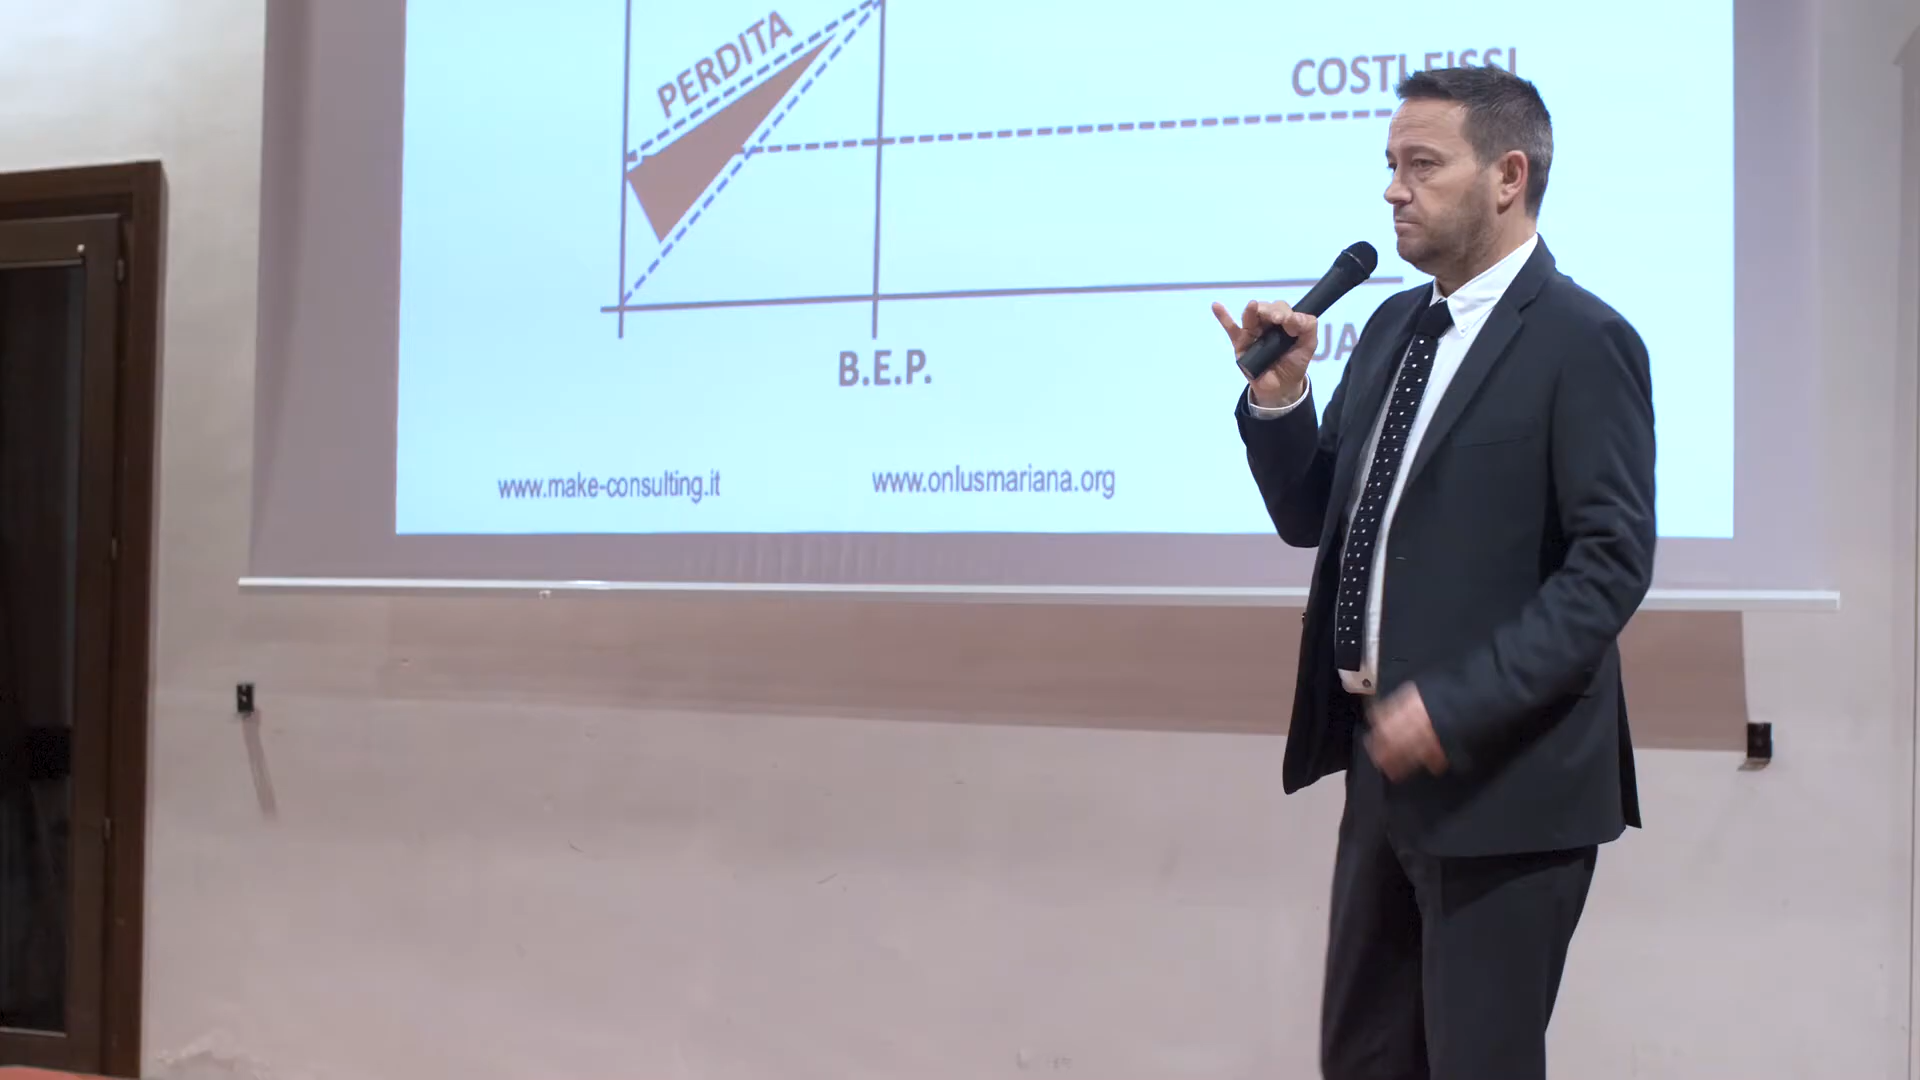 PERDITA
COSTI FISSI
B.E.P.
www.make-consulting.it
www.onlusmariana.org